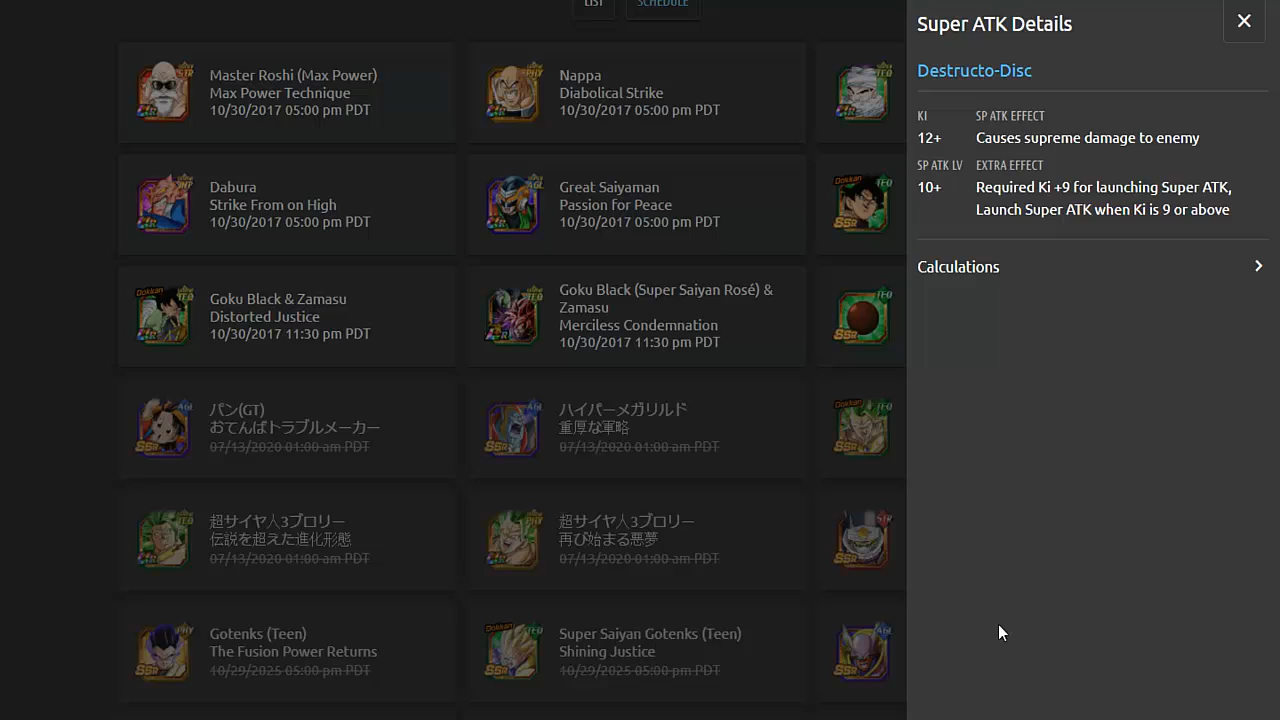 LIST
SCHEDULE
Master Roshi (Max Power)
Max Power Technique
10/30/2017 05:00 pm PDT
Nappa
Diabolical Strike
10/30/2017 05:00 pm PDT
Dabura
Strike From on High
10/30/2017 05:00 pm PDT
Great Saiyaman
Passion for Peace
10/30/2017 05:00 pm PDT
Goku Black & Zamasu
Distorted Justice
10/30/2017 11:30 pm PDT
Goku Black (Super Saiyan Rosé) &
Zamasu
Merciless Condemnation
10/30/2017 11:30 pm PDT
パン(GT)
おてんばトラブルメーカー
07/13/2020 01:00 am PDT
ハイパーメガリルド
重厚な軍略
07/13/2020 01:00 am PDT
超サイヤ人3ブロリー
伝説を超えた進化形態
07/13/2020 01:00 am PDT
超サイヤ人3ブロリー
再び始まる悪夢
07/13/2020 01:00 am PDT
Gotenks (Teen)
The Fusion Power Returns
10/29/2025 05:00 pm PDT
Super Saiyan Gotenks (Teen)
Shining Justice
10/29/2025 05:00 pm PDT
Super ATK Details
Destructo-Disc
KI SP ATK EFFECT
12+ Causes supreme damage to enemy
SP ATK LV EXTRA EFFECT
10+ Required Ki +9 for launching Super ATK,
Launch Super ATK when Ki is 9 or above
Calculations